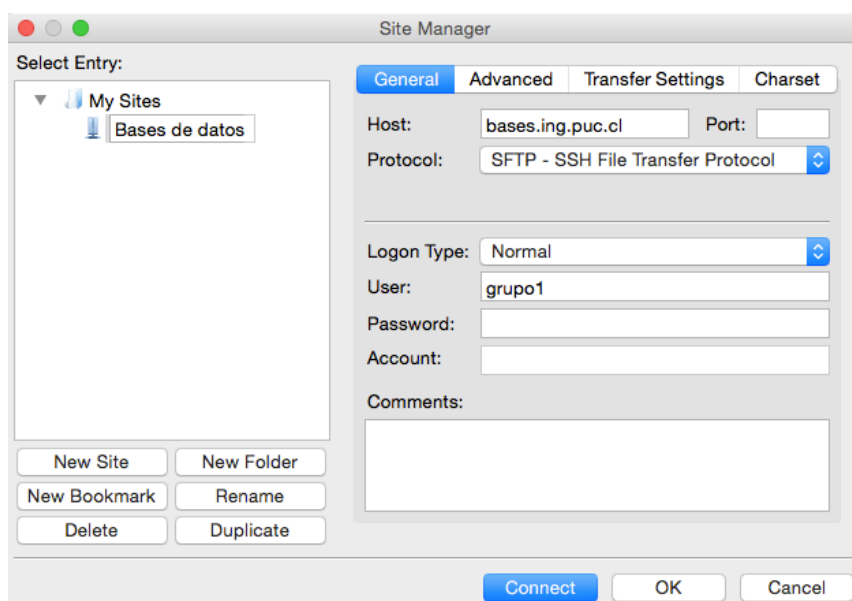 Site Manager
Select Entry:
My Sites
Bases de datos
New Site
New Folder
New Bookmark
Rename
Delete
Duplicate
General
Advanced
Transfer Settings
Charset
Host:
bases.ing.puc.cl
Port:
Protocol:
SFTP - SSH File Transfer Protocol
Logon Type:
Normal
User:
grupo1
Password:
Account:
Comments:
Connect
OK
Cancel